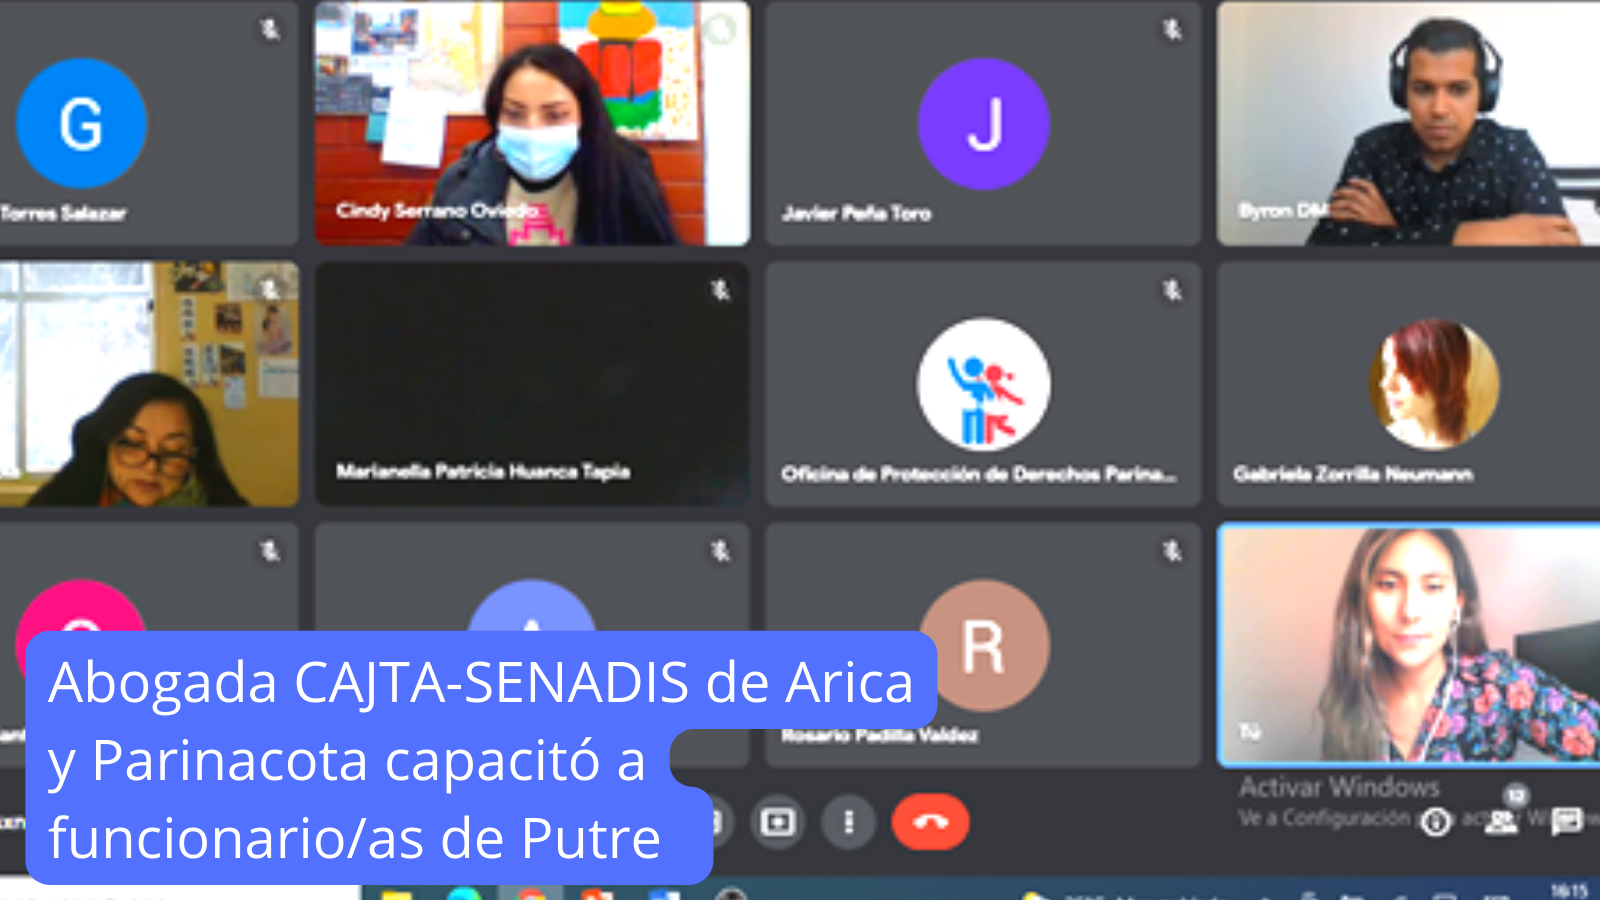 G
J
Torres Salazar
Cindy Serrano Oviedo
Javier Peña Toro
Byron
Marianella Patricia Huanca Tapia
Oficina de Protección de Derechos Parina...
Gabriela Zorrilla Neumann
R
Rosario Padilla Valdez
Tú
Abogada CAJTA-SENADIS de Arica
y Parinacota capacitó a
funcionario/as de Putre
Activar Windows
Ve a Configuración
12
16:15